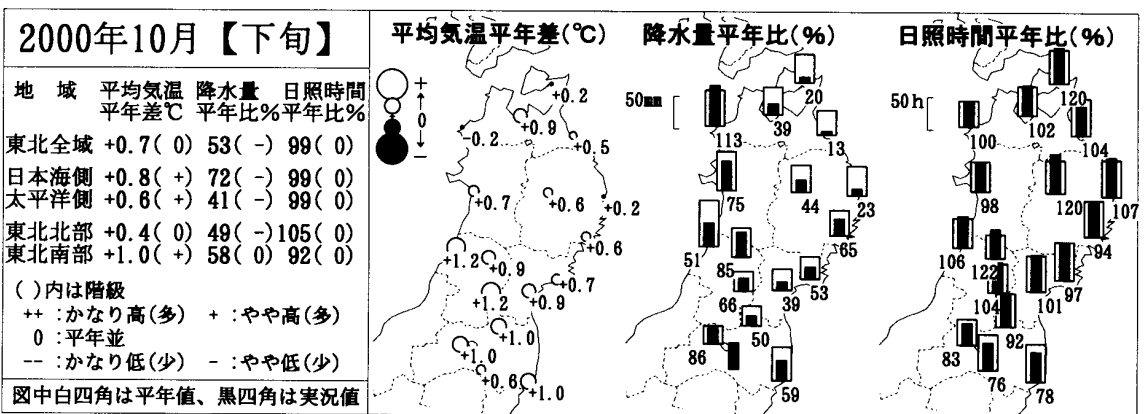 2000年10月【下旬】
地 域 平均気温 降水量 日照時間
平年差℃ 平年比% 平年比%
東北全域 +0.7( 0) 53( -) 99( 0)
日本海側 +0.8( +) 72( -) 99( 0)
太平洋側 +0.6( +) 41( -) 99( 0)
東北北部 +0.4( 0) 49( -) 105( 0)
東北南部 +1.0( +) 58( 0) 92( 0)
( )内は階級
++ :かなり高(多) + :やや高(多)
0 :平年並
-- :かなり低(少) - :やや低(少)
図中白四角は平年値、黒四角は実況値
平均気温平年差(℃)
+
0
-
+0.2
+0.9
-0.2
+0.5
+0.7
+0.6
+0.2
+0.6
+1.2
+0.9
+0.7
+1.2
+0.9
+1.0
+1.0
+0.6
+1.0
降水量平年比(%)
50mm
20
113
39
13
75
44
23
65
51
85
53
66
39
50
86
59
日照時間平年比(%)
50h
120
100
102
104
98
120
107
94
106
122
97
104
101
92
83
76
78